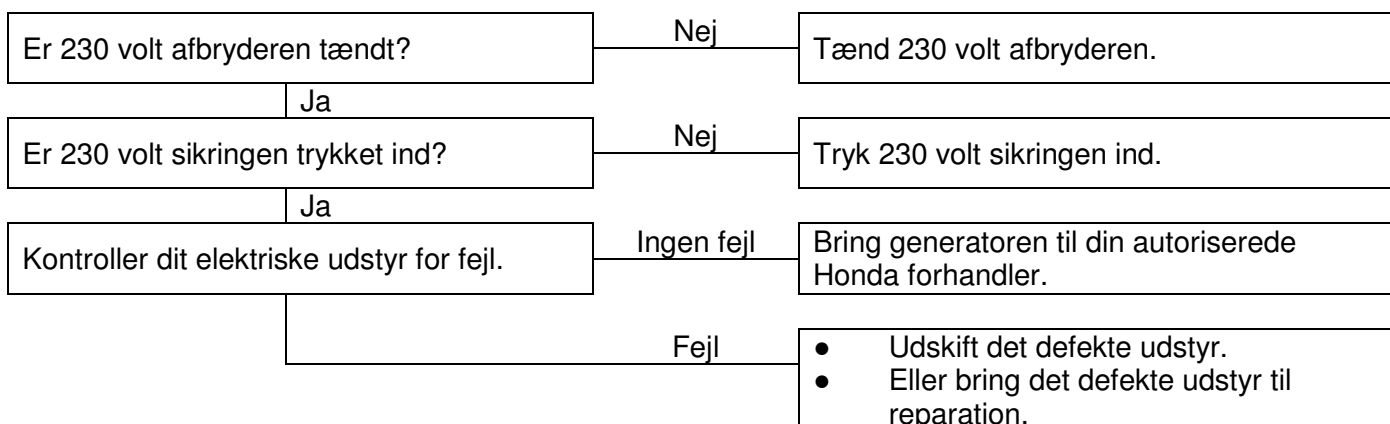 Er 230 volt afbryderen tændt?
Nej
Tænd 230 volt afbryderen.
Ja
Er 230 volt sikringen trykket ind?
Nej
Tryk 230 volt sikringen ind.
Ja
Kontroller dit elektriske udstyr for fejl.
Ingen fejl
Bring generatoren til din autoriserede
Honda forhandler.
Fejl
● Udskift det defekte udstyr.
● Eller bring det defekte udstyr til
reparation.